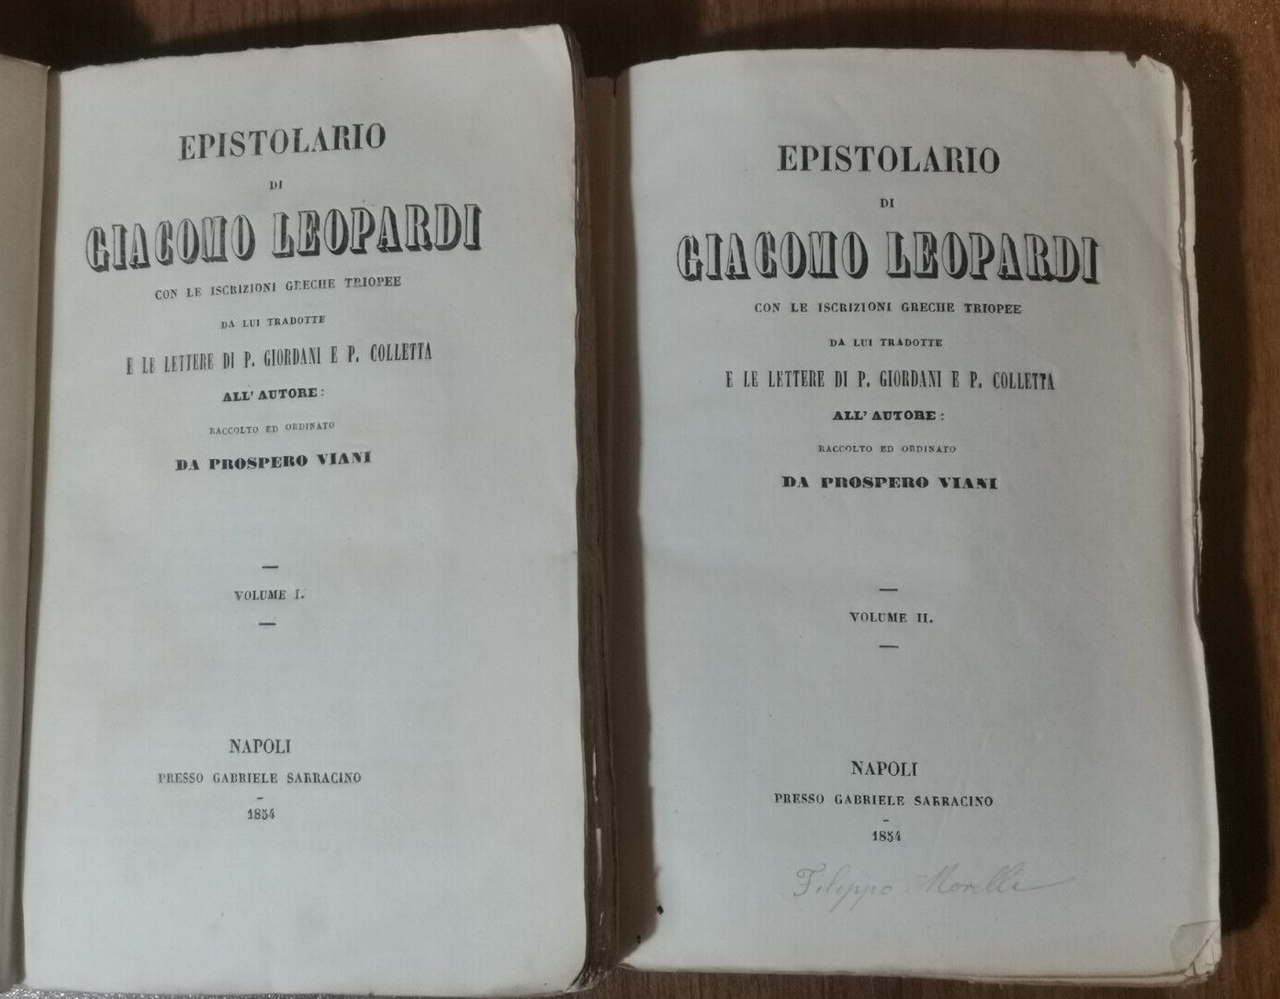 EPISTOLARIO
DI
GIACOMO LEOPARDI
CON LE ISCRIZIONI GRECHE TRIOPEE
DA LUI TRADOTTE
E LE LETTERE DI P. GIORDANI E P. COLLETTA
ALL' AUTORE:
RACCOLTO ED ORDINATO
DA PROSPERO VIANI
VOLUME I.
NAPOLI
PRESSO GABRIELE SARRACINO
1854
EPISTOLARIO
DI
GIACOMO LEOPARDI
CON LE ISCRIZIONI GRECHE TRIOPEE
DA LUI TRADOTTE
E LE LETTERE DI P. GIORDANI E P. COLLETTA
ALL' AUTORE:
RACCOLTO ED ORDINATO
DA PROSPERO VIANI
VOLUME II.
NAPOLI
PRESSO GABRIELE SARRACINO
1854
Filippo Morelli